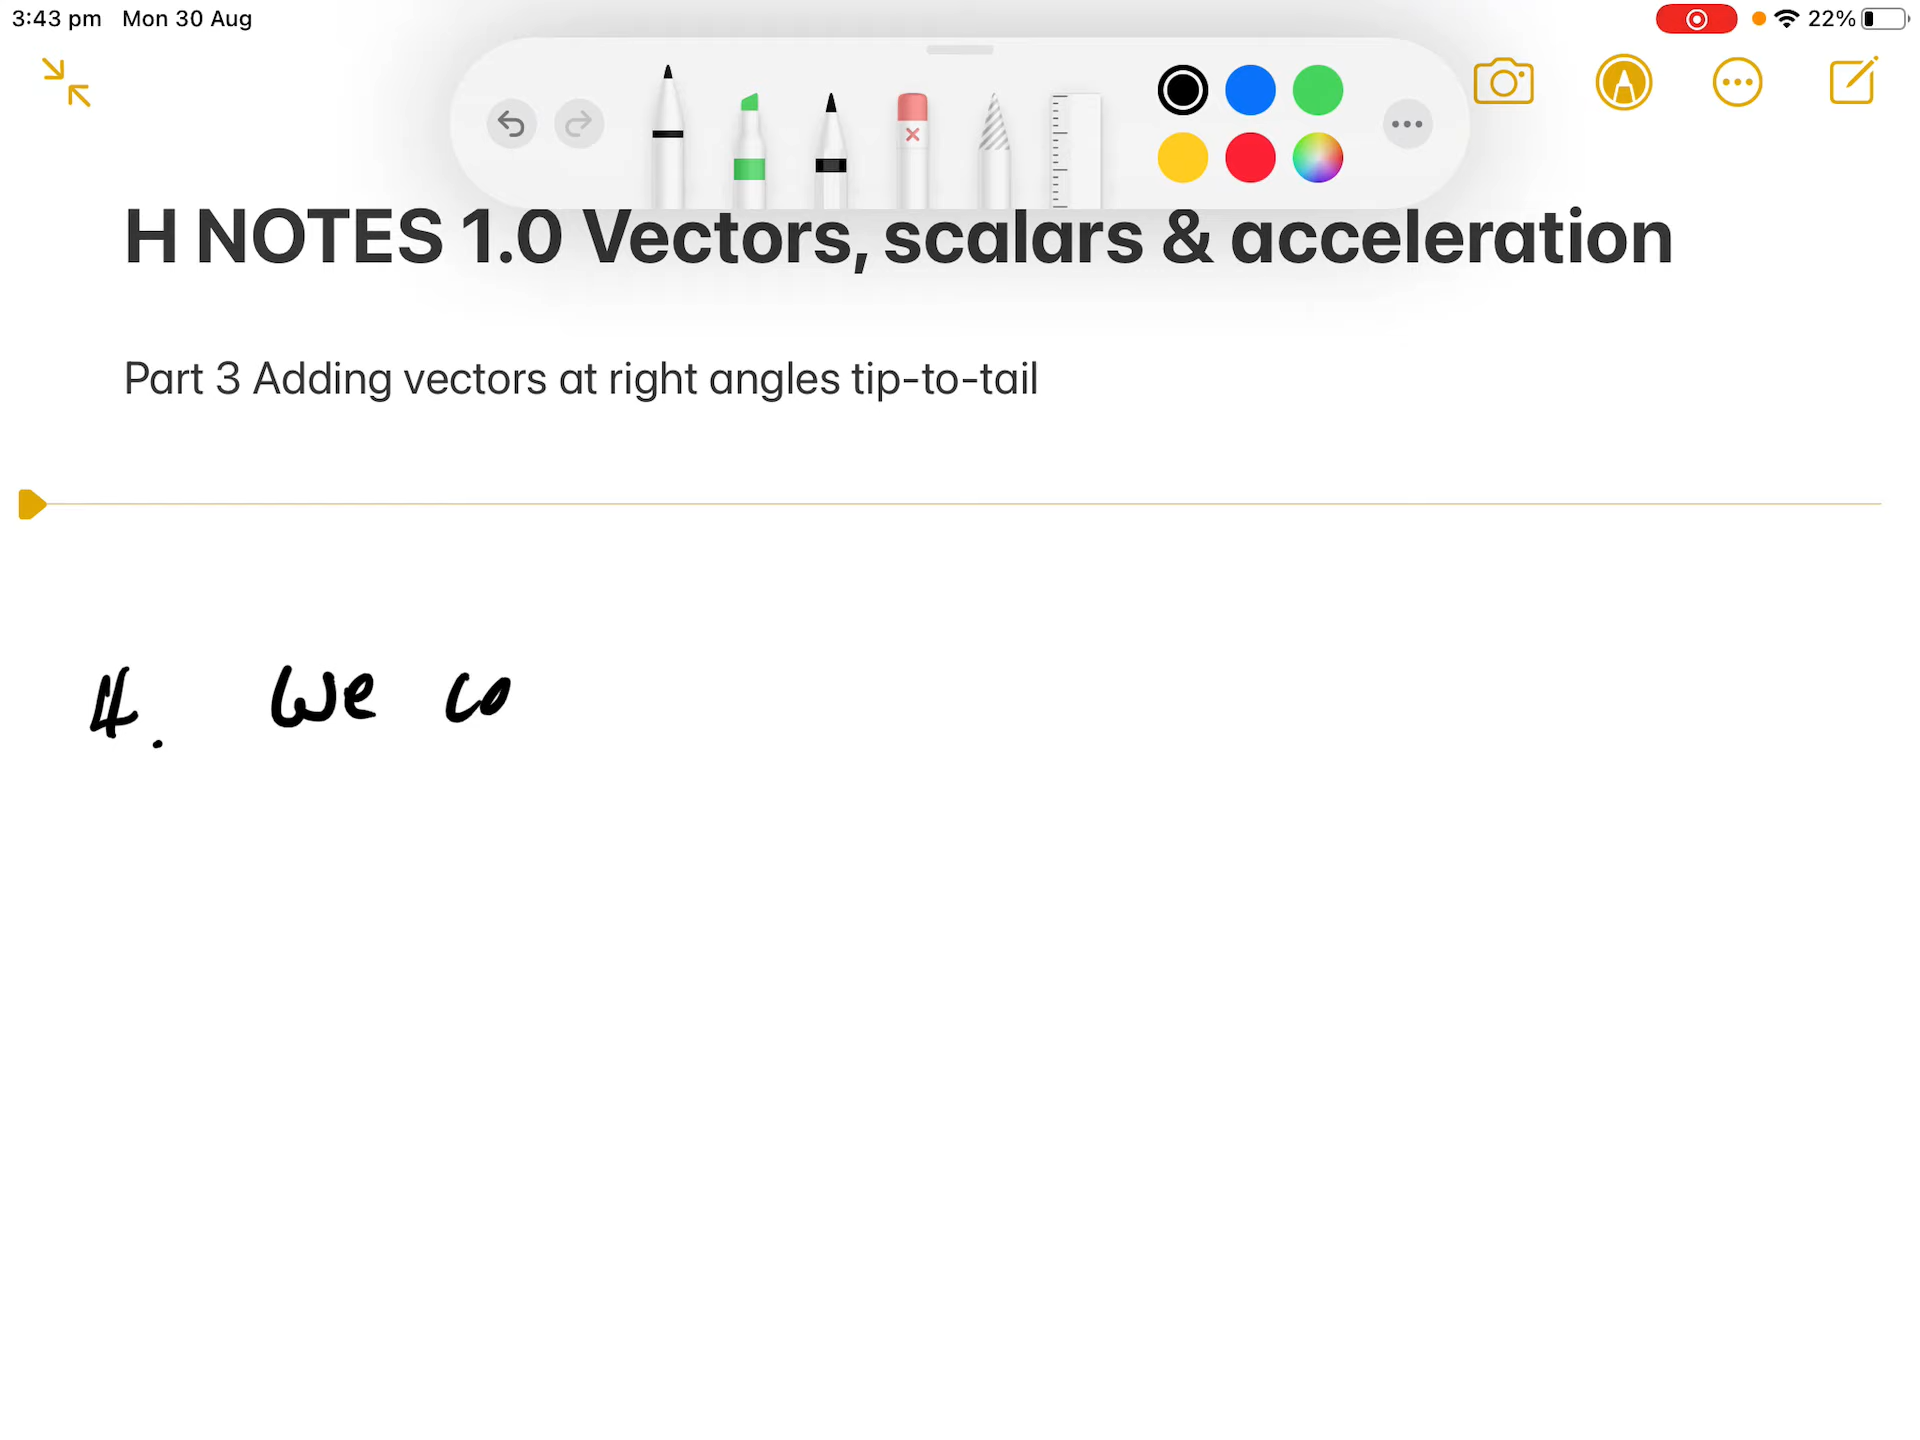 3:43 pm Mon 30 Aug 22%
H NOTES 1.0 Vectors, scalars & acceleration
Part 3 Adding vectors at right angles tip-to-tail
4. We co